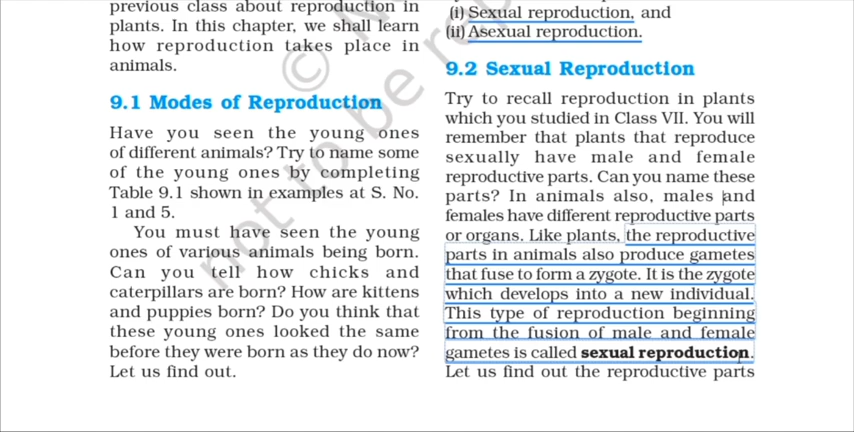 previous class about reproduction in
plants. In this chapter, we shall learn
how reproduction takes place in
animals.
9.1 Modes of Reproduction
Have you seen the young ones
of different animals? Try to name some
of the young ones by completing
Table 9.1 shown in examples at S. No.
1 and 5.
You must have seen the young
ones of various animals being born.
Can you tell how chicks and
caterpillars are born? How are kittens
and puppies born? Do you think that
these young ones looked the same
before they were born as they do now?
Let us find out.
(i) Sexual reproduction, and
(ii) Asexual reproduction.
9.2 Sexual Reproduction
Try to recall reproduction in plants
which you studied in Class VII. You will
remember that plants that reproduce
sexually have male and female
reproductive parts. Can you name these
parts? In animals also, males and
females have different reproductive parts
or organs. Like plants, the reproductive
parts in animals also produce gametes
that fuse to form a zygote. It is the zygote
which develops into a new individual.
This type of reproduction beginning
from the fusion of male and female
gametes is called sexual reproduction.
Let us find out the reproductive parts
© N
not to be re